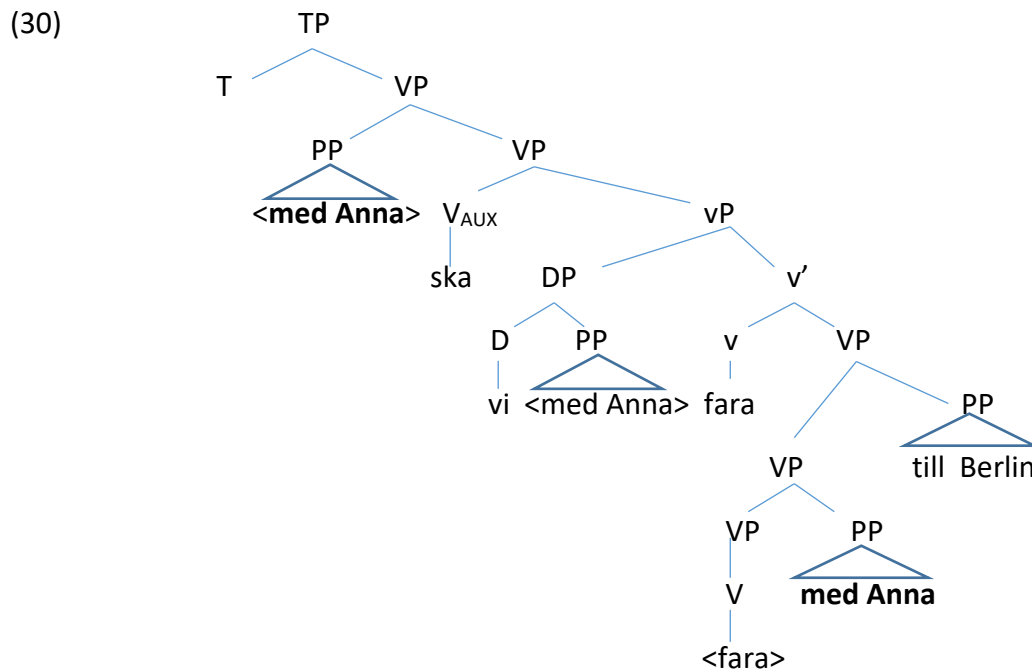 (30)
TP
T VP
PP VP
<med Anna> VAUX vP
ska DP v’
D PP v VP
vi <med Anna> fara PP
VP till Berlin
VP PP
V med Anna
<fara>